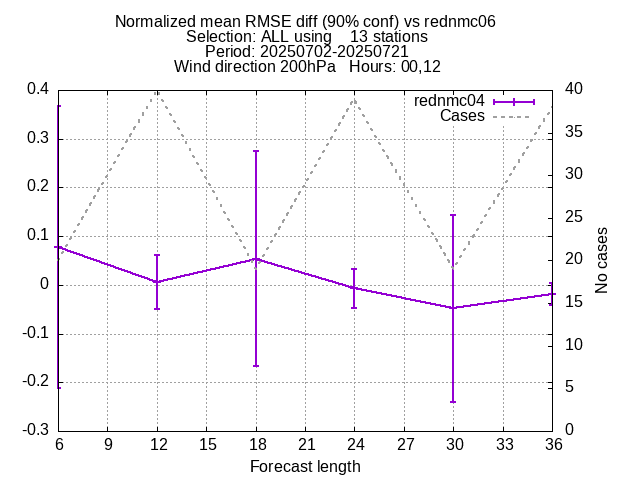 Normalized mean RMSE diff (90% conf) vs rednmc06
Selection: ALL using    13 stations
Period: 20250702-20250721
Wind direction 200hPa   Hours: 00,12
rednmc04
Cases
0.4
0.3
0.2
0.1
0
-0.1
-0.2
-0.3
40
35
30
25
20
15
10
5
0
No cases
6 9 12 15 18 21 24 27 30 33 36
Forecast length